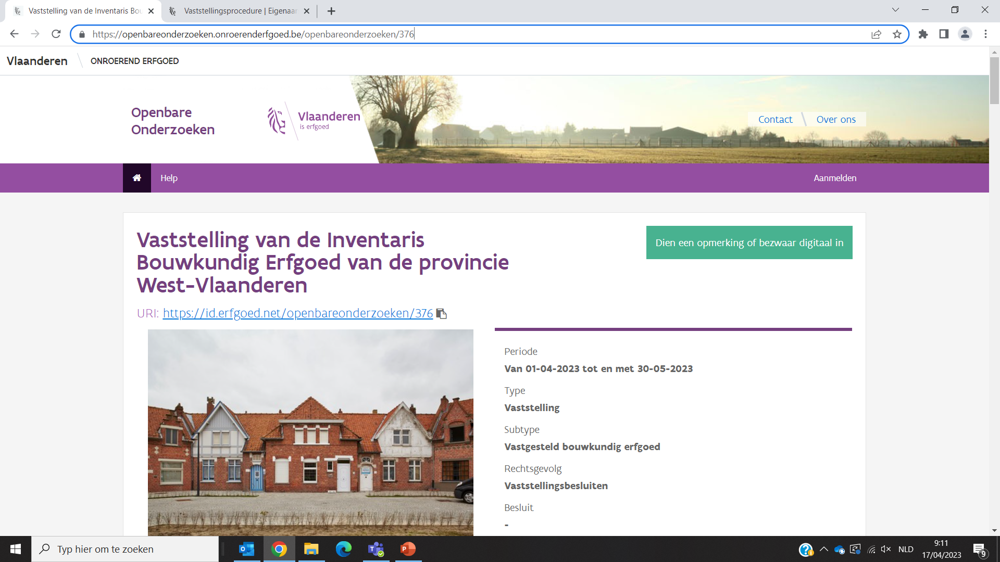 Vaststelling van de Inventaris Bou
Vaststellingsprocedure | Eigenaar
https://openbareonderzoeken.onroerenderfgoed.be/openbareonderzoeken/376
Vlaanderen
ONROEREND ERFGOED
Openbare
Onderzoeken
Vlaanderen
is erfgoed
Contact
Over ons
Help
Aanmelden
Vaststelling van de Inventaris
Bouwkundig Erfgoed van de provincie
West-Vlaanderen
Dien een opmerking of bezwaar digitaal in
URI: https://id.erfgoed.net/openbareonderzoeken/376
Periode
Van 01-04-2023 tot en met 30-05-2023
Type
Vaststelling
Subtype
Vastgesteld bouwkundig erfgoed
Rechtsgevolg
Vaststellingsbesluiten
Besluit
-
Typ hier om te zoeken
NLD
9:11
17/04/2023
9